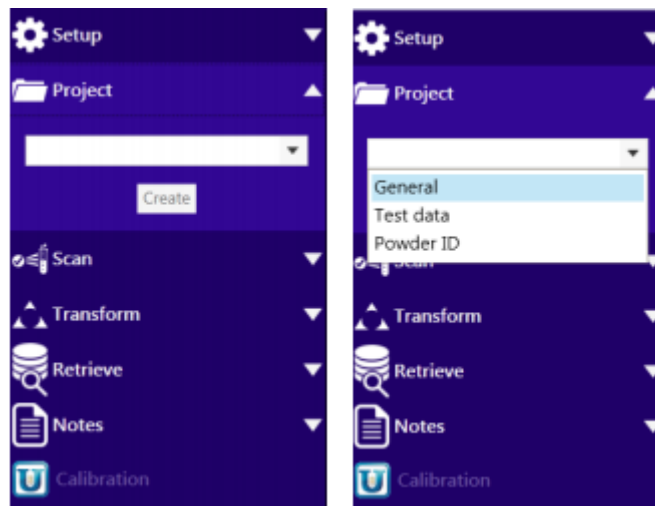 Setup
Project
Create
Scan
Transform
Retrieve
Notes
Calibration
Setup
Project
General
Test data
Powder ID
Transform
Retrieve
Notes
Calibration